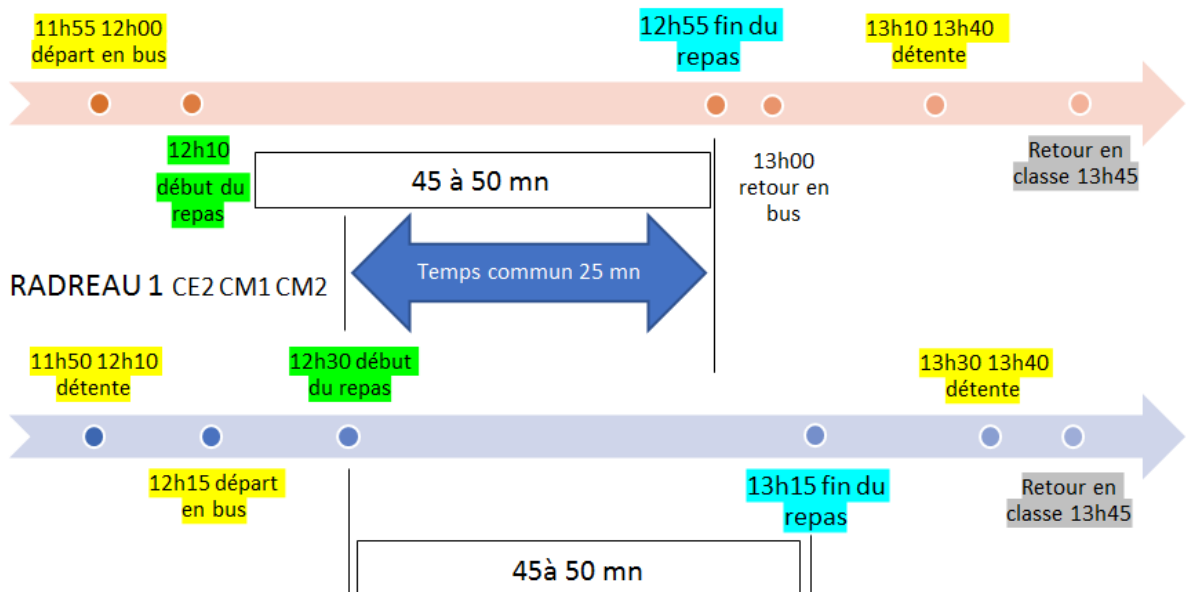 11h55 12h00
départ en bus
12h55 fin du
repas
13h10 13h40
détente
12h10
début du
repas
45 à 50 mn
13h00
retour en
bus
Retour en
classe 13h45
Temps commun 25 mn
RADREAU 1 CE2 CM1 CM2
11h50 12h10
détente
12h30 début
du repas
13h30 13h40
détente
12h15 départ
en bus
13h15 fin du
repas
Retour en
classe 13h45
45à 50 mn